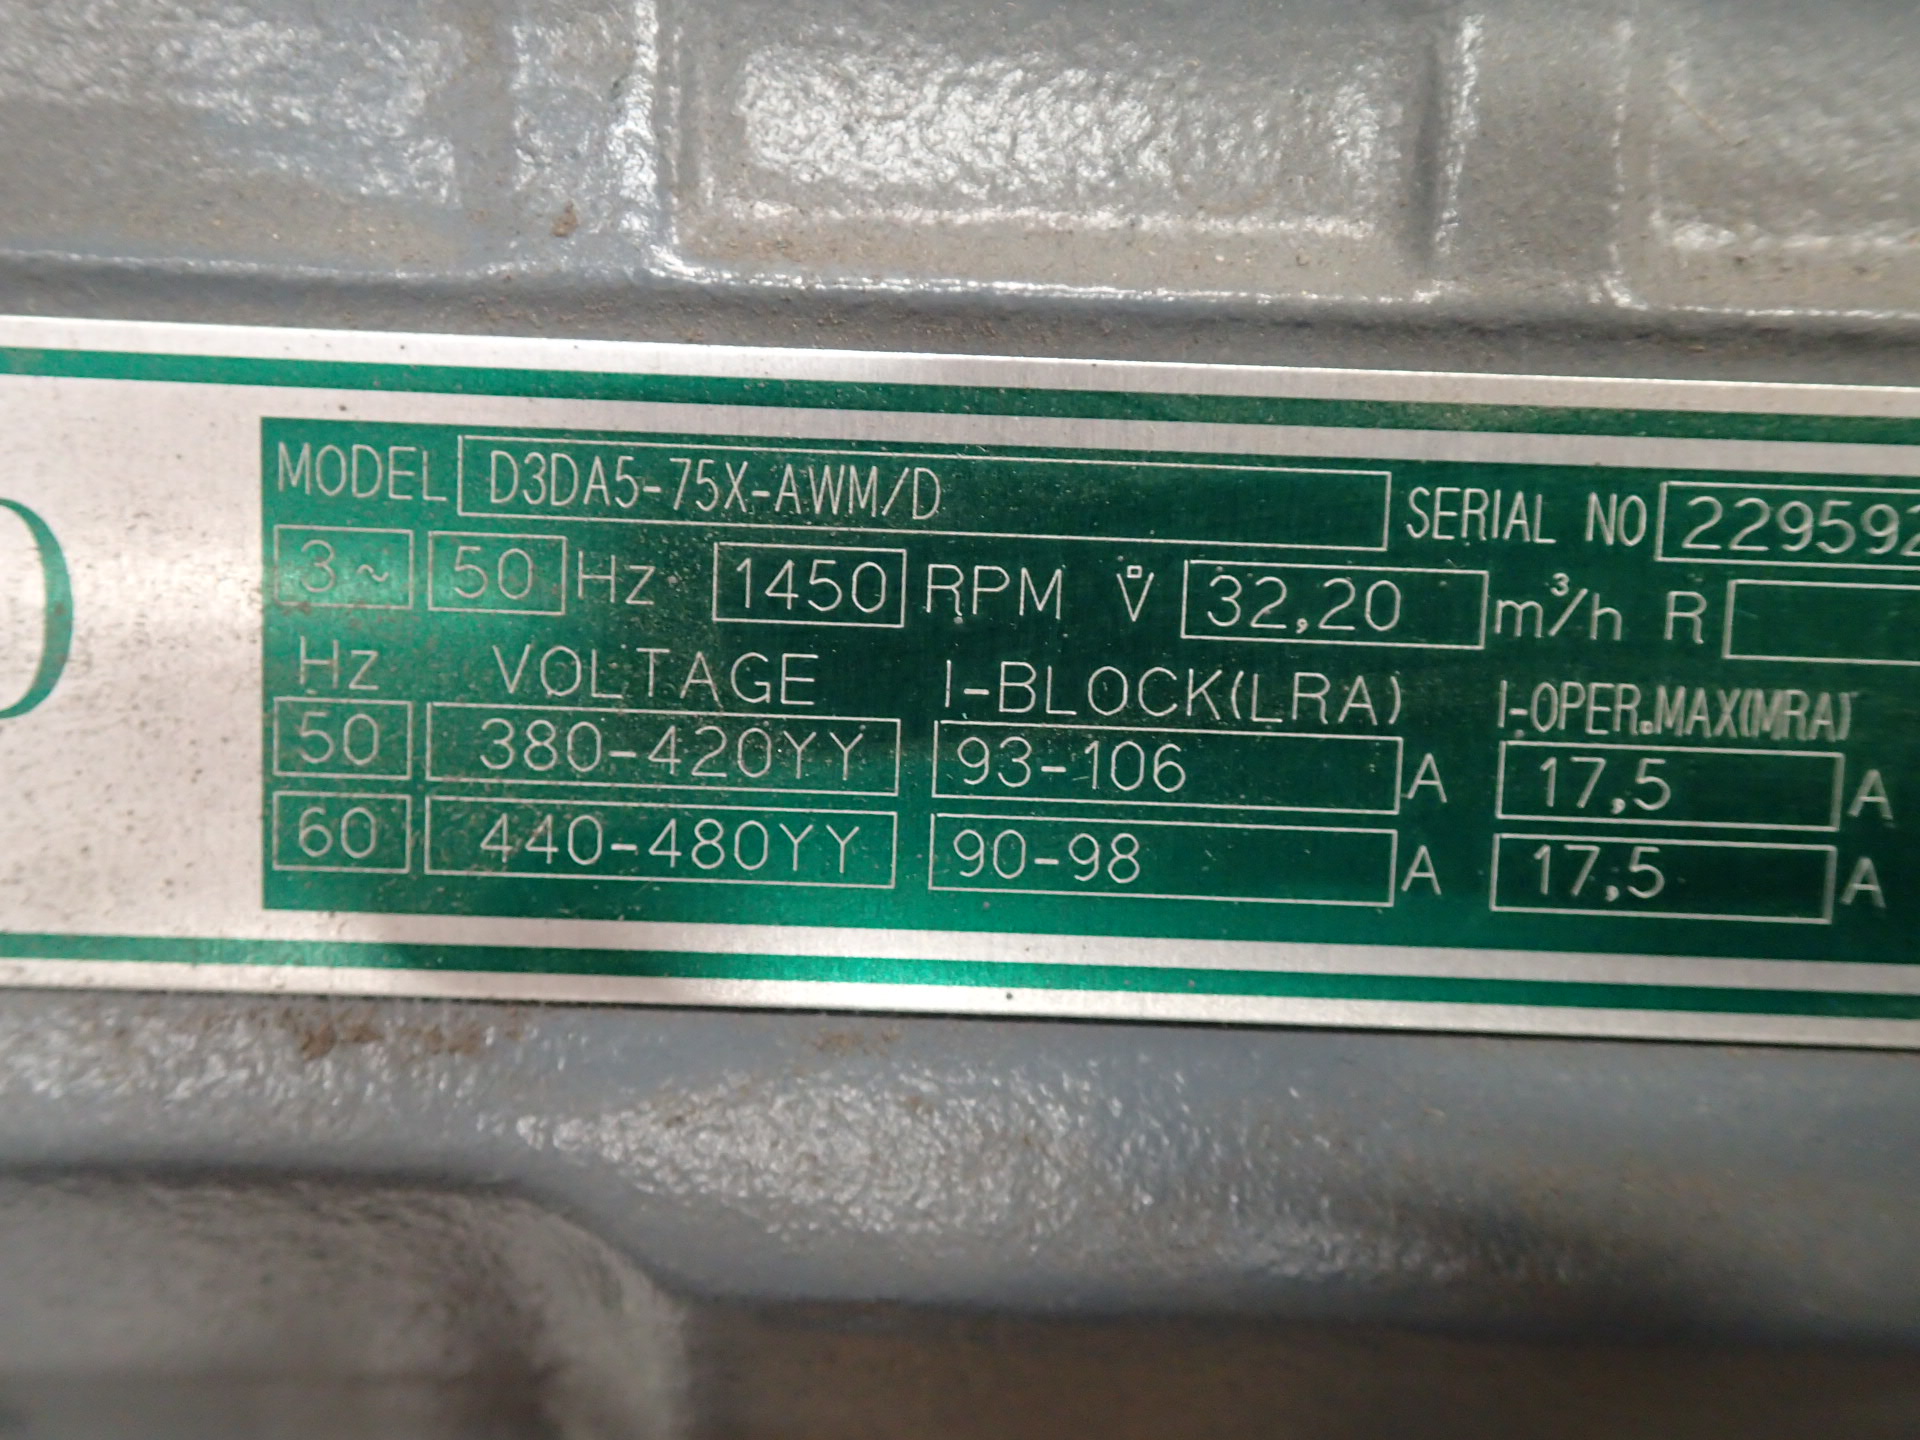 MODEL D3DA5-75X-AWM/D SERIAL NO 229592
3~ 50 Hz 1450 RPM V 32,20 m³/h R
Hz VOLTAGE I-BLOCK(LRA) I-OPER.MAX(MRA)
50 380-420YY 93-106 A 17,5 A
60 440-480YY 90-98 A 17,5 A